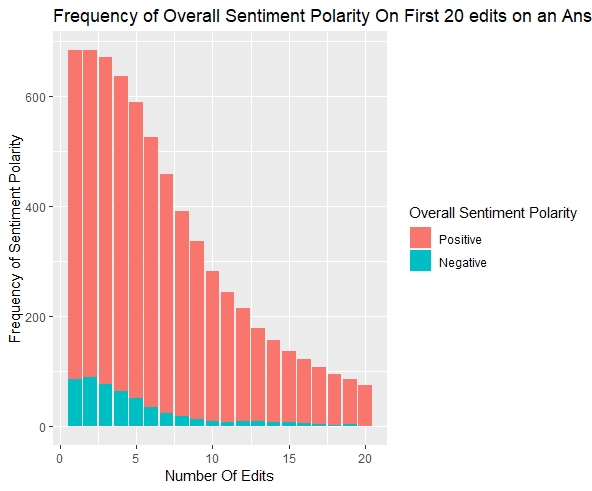 Frequency of Overall Sentiment Polarity On First 20 edits on an Ans
Frequency of Sentiment Polarity
600
400
200
0
0 5 10 15 20
Number Of Edits
Overall Sentiment Polarity
Positive
Negative